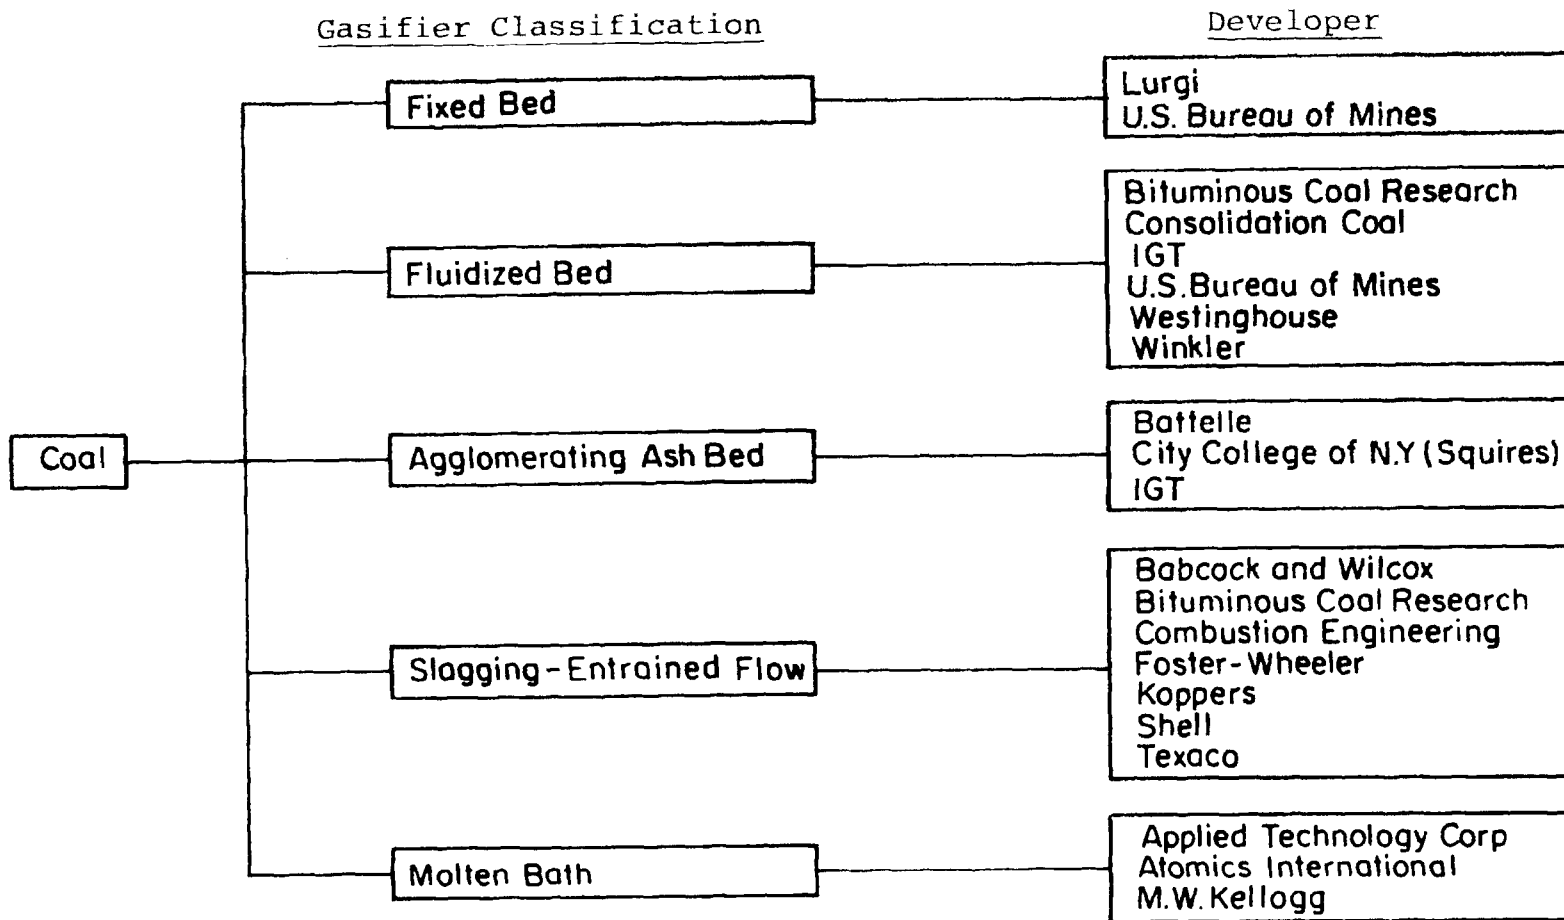 Gasifier Classification
Developer
Fixed Bed
Lurgi
U.S. Bureau of Mines
Fluidized Bed
Bituminous Coal Research
Consolidation Coal
IGT
U.S.Bureau of Mines
Westinghouse
Winkler
Coal
Agglomerating Ash Bed
Battelle
City College of N.Y (Squires)
IGT
Slagging-Entrained Flow
Babcock and Wilcox
Bituminous Coal Research
Combustion Engineering
Foster-Wheeler
Koppers
Shell
Texaco
Molten Bath
Applied Technology Corp
Atomics International
M.W.Kellogg